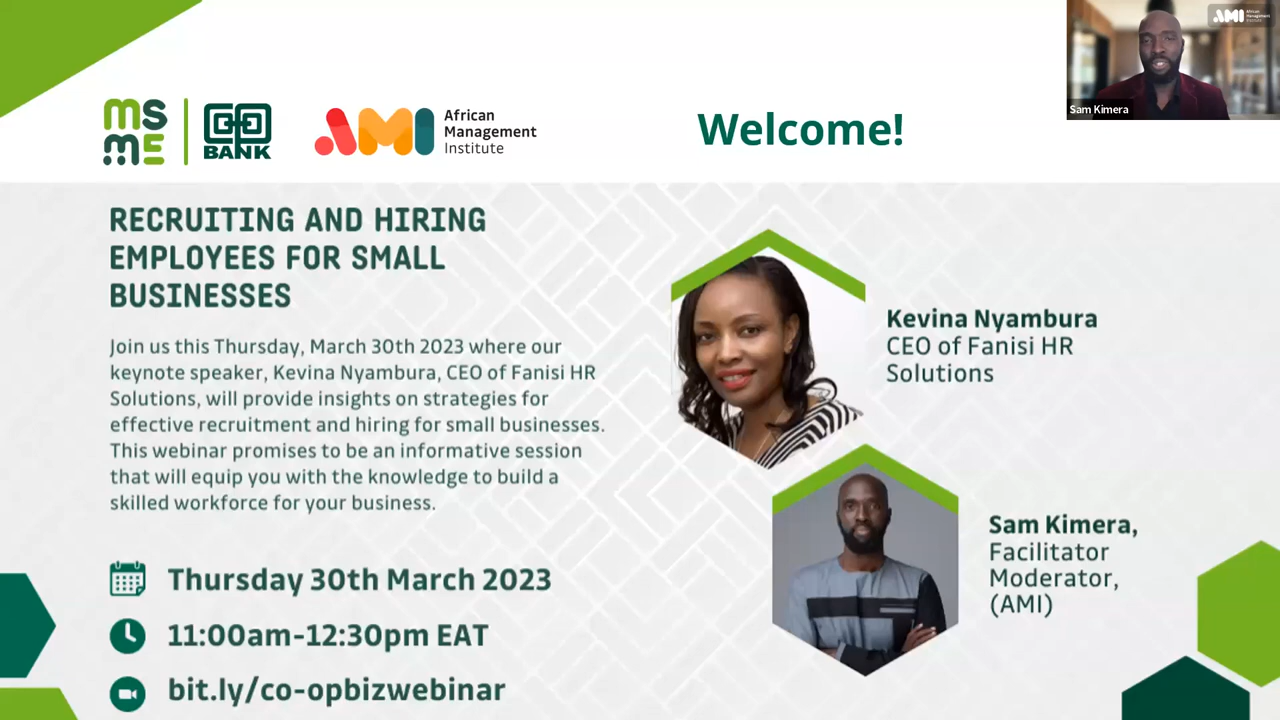 AMI African Management Institute
Sam Kimera
MSME
CO-OP BANK
AMI
African
Management
Institute
Welcome!
RECRUITING AND HIRING
EMPLOYEES FOR SMALL
BUSINESSES
Join us this Thursday, March 30th 2023 where our
keynote speaker, Kevina Nyambura, CEO of Fanisi HR
Solutions, will provide insights on strategies for
effective recruitment and hiring for small businesses.
This webinar promises to be an informative session
that will equip you with the knowledge to build a
skilled workforce for your business.
Thursday 30th March 2023
11:00am-12:30pm EAT
bit.ly/co-opbizwebinar
Kevina Nyambura
CEO of Fanisi HR
Solutions
Sam Kimera,
Facilitator
Moderator,
(AMI)